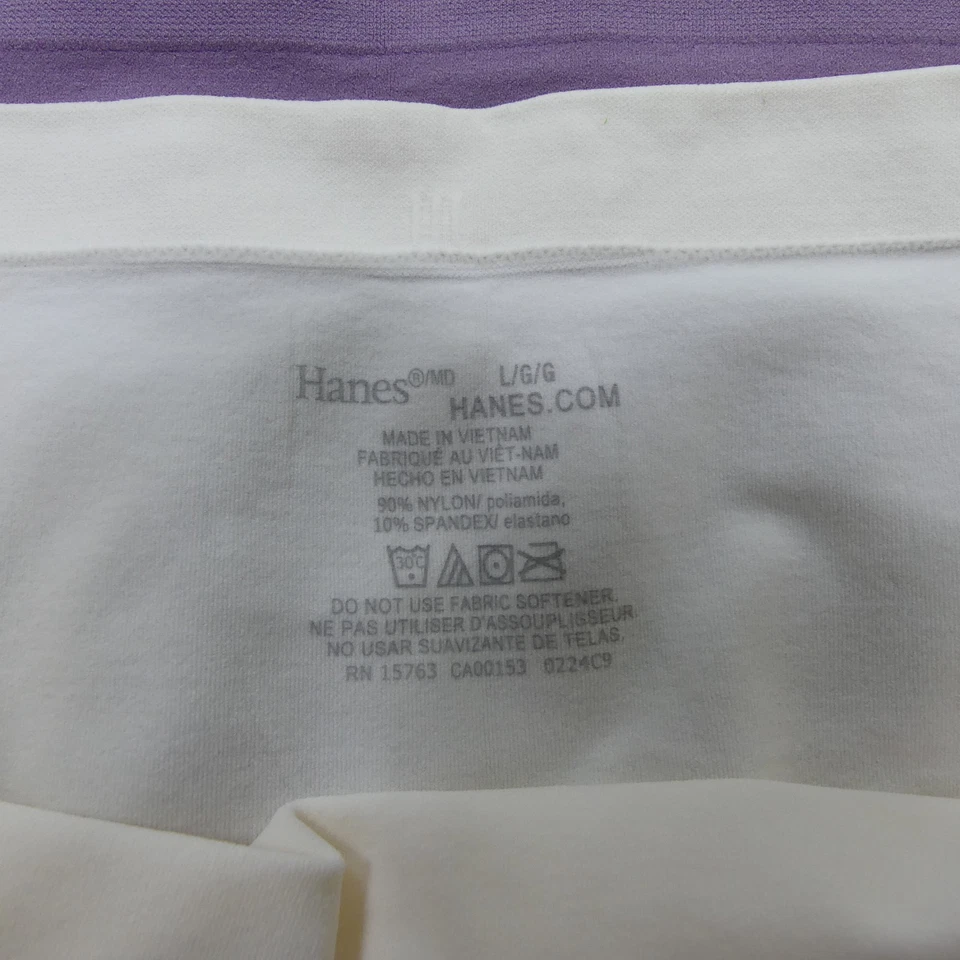 Hanes®/MD L/G/G
HANES.COM
MADE IN VIETNAM
FABRIQUÉ AU VIÊT-NAM
HECHO EN VIETNAM
90% NYLON/ poliamida,
10% SPANDEX/ elastano
30°C
DO NOT USE FABRIC SOFTENER.
NE PAS UTILISER D'ASSOUPLISSEUR.
NO USAR SUAVIZANTE DE TELAS.
RN 15763 CA00153 0224C9